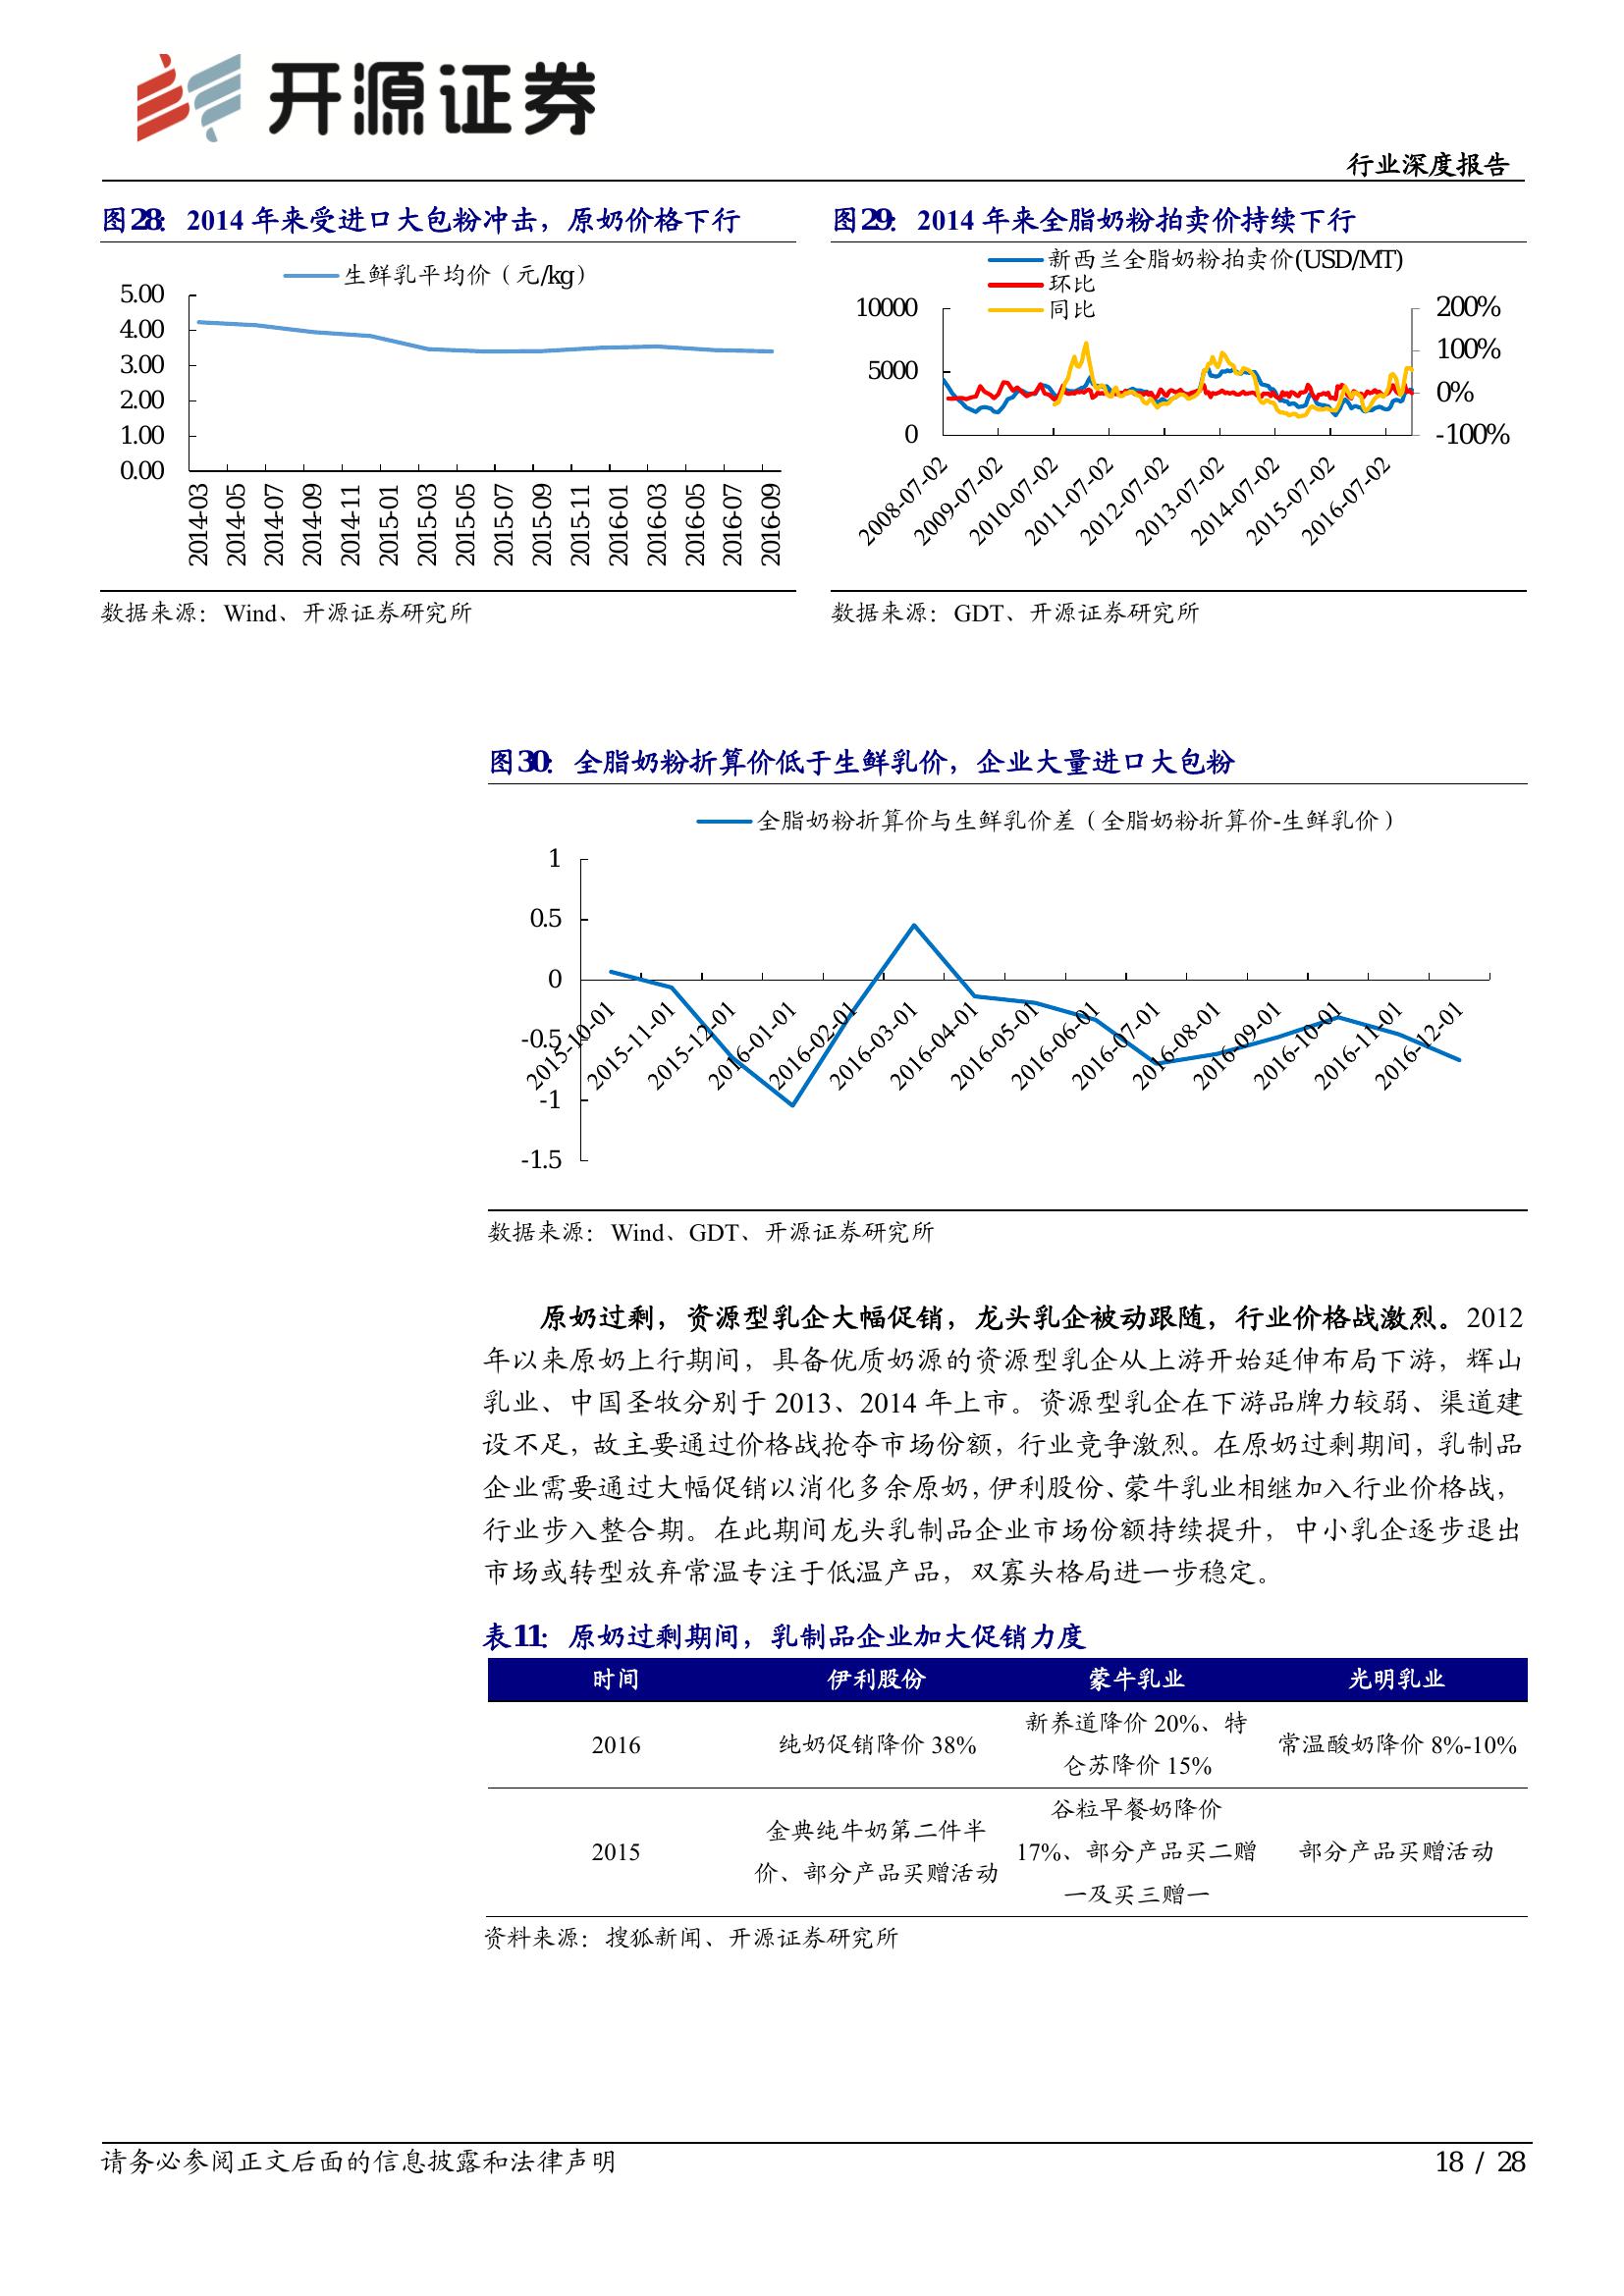 开源证券
行业深度报告
图28：2014 年来受进口大包粉冲击，原奶价格下行
生鲜乳平均价（元/kg）
5.00
4.00
3.00
2.00
1.00
0.00
2014-03
2014-05
2014-07
2014-09
2014-11
2015-01
2015-03
2015-05
2015-07
2015-09
2015-11
2016-01
2016-03
2016-05
2016-07
2016-09
数据来源：Wind、开源证券研究所
图29：2014 年来全脂奶粉拍卖价持续下行
新西兰全脂奶粉拍卖价(USD/MT)
环比
同比
10000
5000
0
200%
100%
0%
-100%
2008-07-02
2009-07-02
2010-07-02
2011-07-02
2012-07-02
2013-07-02
2014-07-02
2015-07-02
2016-07-02
数据来源：GDT、开源证券研究所
图30：全脂奶粉折算价低于生鲜乳价，企业大量进口大包粉
全脂奶粉折算价与生鲜乳价差（全脂奶粉折算价-生鲜乳价）
1
0.5
0
-0.5
-1
-1.5
2015-10-01
2015-11-01
2015-12-01
2016-01-01
2016-02-01
2016-03-01
2016-04-01
2016-05-01
2016-06-01
2016-07-01
2016-08-01
2016-09-01
2016-10-01
2016-11-01
2016-12-01
数据来源：Wind、GDT、开源证券研究所
原奶过剩，资源型乳企大幅促销，龙头乳企被动跟随，行业价格战激烈。2012
年以来原奶上行期间，具备优质奶源的资源型乳企从上游开始延伸布局下游，辉山
乳业、中国圣牧分别于 2013、2014 年上市。资源型乳企在下游品牌力较弱、渠道建
设不足，故主要通过价格战抢夺市场份额，行业竞争激烈。在原奶过剩期间，乳制品
企业需要通过大幅促销以消化多余原奶，伊利股份、蒙牛乳业相继加入行业价格战，
行业步入整合期。在此期间龙头乳制品企业市场份额持续提升，中小乳企逐步退出
市场或转型放弃常温专注于低温产品，双寡头格局进一步稳定。
表11：原奶过剩期间，乳制品企业加大促销力度
时间 伊利股份 蒙牛乳业 光明乳业
2016 纯奶促销降价 38% 新养道降价 20%、特
仑苏降价 15% 常温酸奶降价 8%-10%
2015 金典纯牛奶第二件半
价、部分产品买赠活动 谷粒早餐奶降价
17%、部分产品买二赠
一及买三赠一 部分产品买赠活动
资料来源：搜狐新闻、开源证券研究所
请务必参阅正文后面的信息披露和法律声明
18 / 28